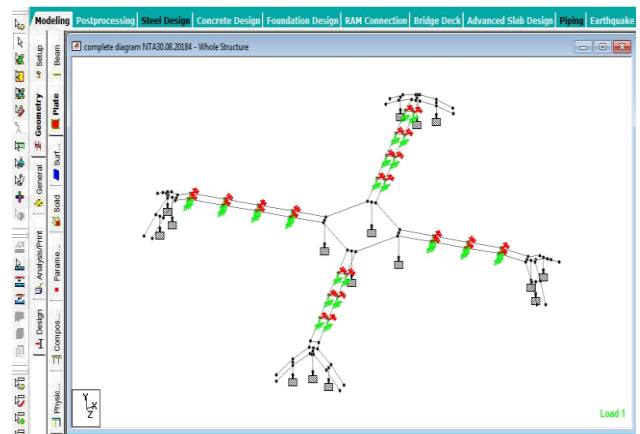 Modeling Postprocessing Steel Design Concrete Design Foundation Design RAM Connection Bridge Deck Advanced Slab Design Piping Earthquake
complete diagram NTA30.08.20184 - Whole Structure
Setup
Geometry
General
Analysis/Print
Design
Beam
Plate
Surf...
Solid
Parame...
Compos...
Physic...
Y
X
Z
Load 1